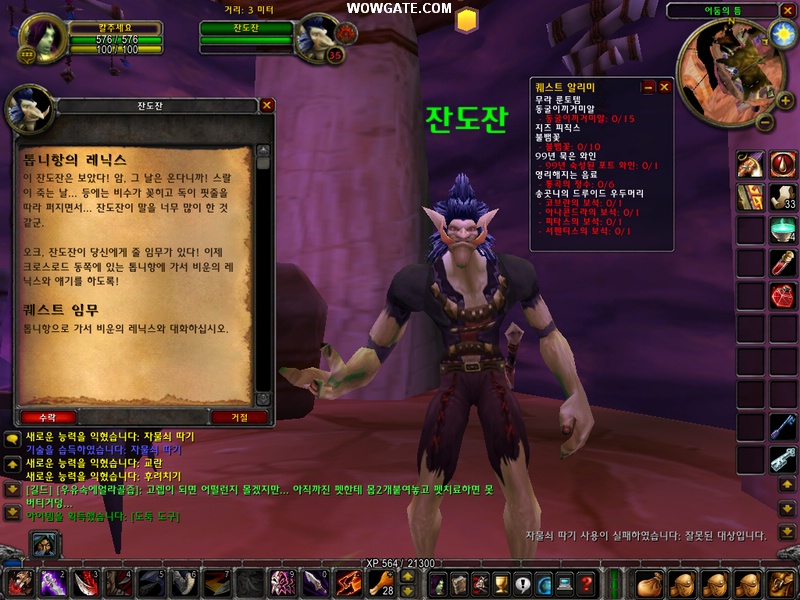 WOWGATE.COM
칼주세요
576 / 576
100 / 100
거리: 3 미터
잔도잔
35
어둠의 틈
N
잔도잔
톱니항의 레닉스
이 잔도잔은 보았다! 암, 그 날은 온다니까! 스랄
이 죽는 날... 등에는 비수가 꽂히고 독이 핏줄을
따라 퍼지면서... 잔도잔이 말을 너무 많이 한 것
같군.
오크, 잔도잔이 당신에게 줄 임무가 있다! 이제
크로스로드 동쪽에 있는 톱니항에 가서 비운의 레
닉스와 얘기를 하도록!
퀘스트 임무
톱니항으로 가서 비운의 레닉스와 대화하십시오.
수락
거절
잔도잔
퀘스트 알리미
무라 룬토템
동굴이끼거미알
- 동굴이끼거미알: 0/15
지즈 피직스
불뱀꽃
- 불뱀꽃: 0/10
99년 묵은 와인
- 99년 숙성된 포트 와인: 0/1
영리해지는 음료
- 통곡의 정수: 0/6
송곳니의 드루이드 우두머리
- 코브란의 보석: 0/1
- 아나콘드라의 보석: 0/1
- 피타스의 보석: 0/1
- 서펜티스의 보석: 0/1
33
4
새로운 능력을 익혔습니다: 자물쇠 따기
기술을 습득하였습니다: 자물쇠 따기
새로운 능력을 익혔습니다: 교란
새로운 능력을 익혔습니다: 후려치기
[길드] [우유속에얼라골즙]: 고렙이 되면 어떨런지 몰겠지만... 아직까진 펫한테 몹2개붙여놓고 펫치료하면 못
버티거덩...
아이템을 획득했습니다: [도둑 도구]
자물쇠 따기 사용이 실패하였습니다: 잘못된 대상입니다.
XP 564 / 21300
28